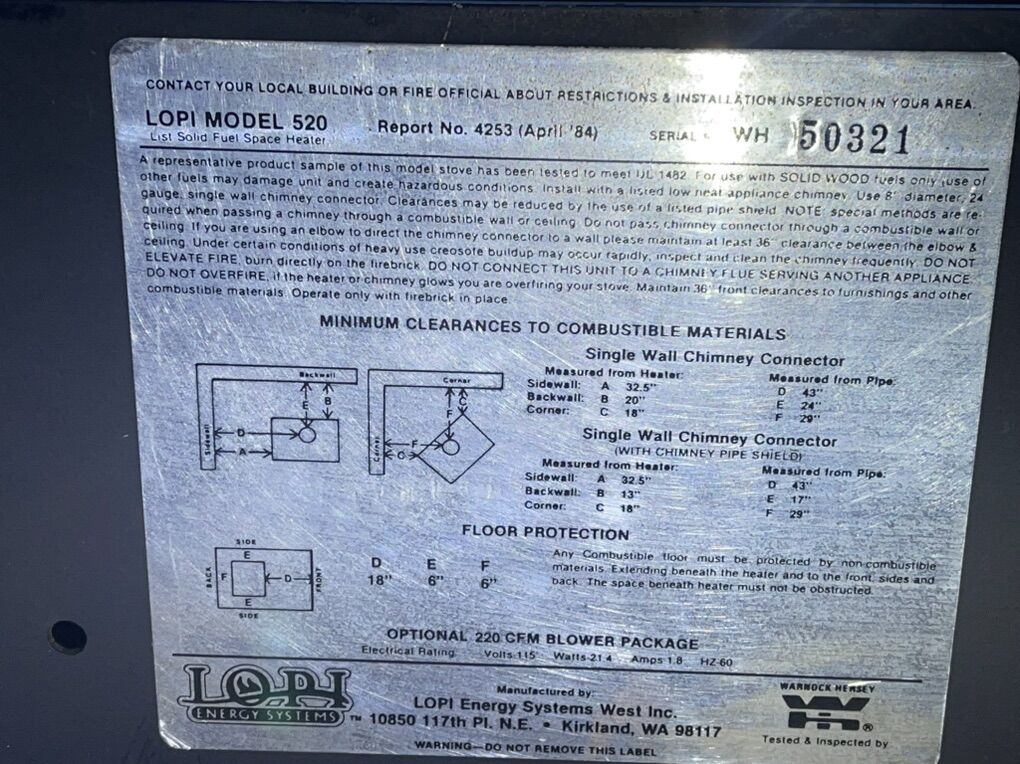 CONTACT YOUR LOCAL BUILDING OR FIRE OFFICIAL ABOUT RESTRICTIONS & INSTALLATION INSPECTION IN YOUR AREA.
LOPI MODEL 520 Report No. 4253 (April '84) SERIAL WH 50321
List Solid Fuel Space Heater
A representative product sample of this model stove has been tested to meet UL 1482. For use with SOLID WOOD fuels only (use of
other fuels may damage unit and create hazardous conditions. Install with a listed low heat appliance chimney. Use 8" diameter, 24
gauge, single wall chimney connector. Clearances may be reduced by the use of a listed pipe shield. NOTE: special methods are re-
quired when passing a chimney through a combustible wall or ceiling. Do not pass chimney connector through a combustible wall or
ceiling. If you are using an elbow to direct the chimney connector to a wall please maintain at least 36" clearance between the elbow &
ceiling. Under certain conditions of heavy use creosote buildup may occur rapidly, inspect and clean the chimney frequently. DO NOT
ELEVATE FIRE, burn directly on the firebrick. DO NOT CONNECT THIS UNIT TO A CHIMNEY FLUE SERVING ANOTHER APPLIANCE.
DO NOT OVERFIRE, if the heater or chimney glows you are overfiring your stove. Maintain 36" front clearances to furnishings and other
combustible materials. Operate only with firebrick in place.
MINIMUM CLEARANCES TO COMBUSTIBLE MATERIALS
Backwall
Sidewall
E
B
D
A
Corner
Corner
C
F
F
C
Single Wall Chimney Connector
Measured from Heater: Measured from Pipe:
Sidewall: A 32.5" D 43"
Backwall: B 20" E 24"
Corner: C 18" F 29"
Single Wall Chimney Connector
(WITH CHIMNEY PIPE SHIELD)
Measured from Heater: Measured from Pipe:
Sidewall: A 32.5" D 43"
Backwall: B 13" E 17"
Corner: C 18" F 29"
FLOOR PROTECTION
SIDE
E
BACK F D FRONT
E
SIDE
D E F
18" 6" 6"
Any Combustible floor must be protected by non-combustible
materials. Extending beneath the heater and to the front, sides and
back. The space beneath heater must not be obstructed.
OPTIONAL 220 CFM BLOWER PACKAGE
Electrical Rating Volts-115 Watts-21.4 Amps 1.8 HZ-60
LOPI
ENERGY SYSTEMS ™
Manufactured by:
LOPI Energy Systems West Inc.
10850 117th Pl. N.E. • Kirkland, WA 98117
WARNING—DO NOT REMOVE THIS LABEL
WARNOCK HERSEY
WH ®
Tested & Inspected by